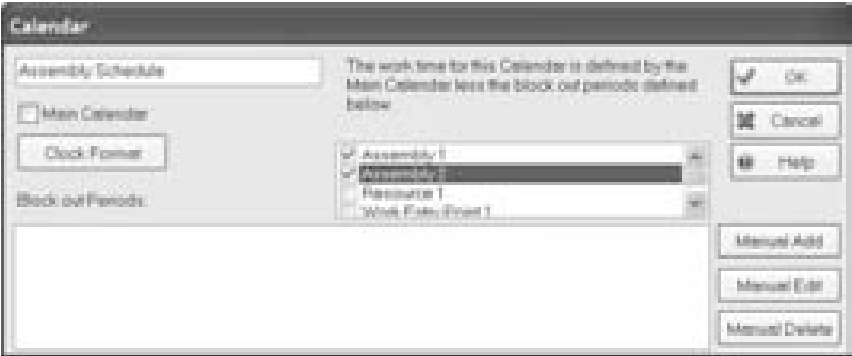 Calendar
Assembly Schedule
The work time for this Calendar is defined by the
Main Calendar less the block out periods defined
below
Main Calendar
Clock Format
Block out Periods:
Assembly 1
Assembly 2
Resource 1
Work Entry Point 1
OK
Cancel
Help
Manual Add
Manual Edit
Manual Delete